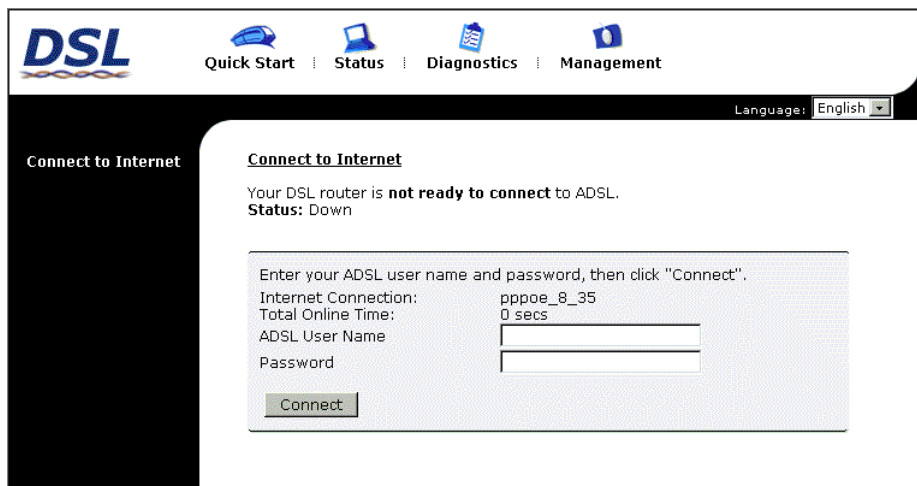 DSL
Quick Start | Status | Diagnostics | Management
Language: English
Connect to Internet
Connect to Internet
Your DSL router is not ready to connect to ADSL.
Status: Down
Enter your ADSL user name and password, then click "Connect".
Internet Connection: pppoe_8_35
Total Online Time: 0 secs
ADSL User Name
Password
Connect